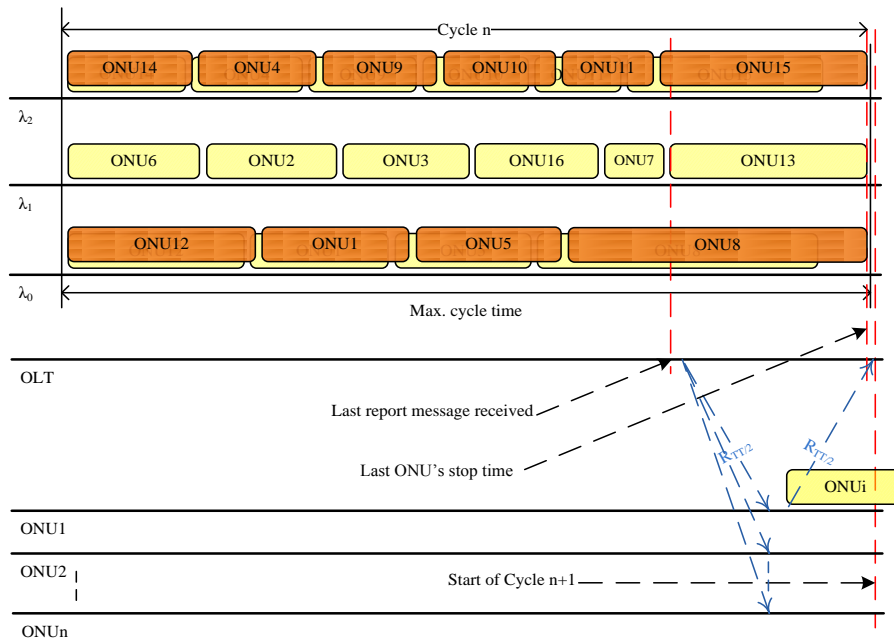 Cycle n
ONU14 ONU4 ONU9 ONU10 ONU11 ONU15
λ2
ONU6 ONU2 ONU3 ONU16 ONU7 ONU13
λ1
ONU12 ONU1 ONU5 ONU8
λ0
Max. cycle time
OLT
Last report message received
RTT/2 RTT/2
Last ONU's stop time
ONUi
ONU1
ONU2
Start of Cycle n+1
ONUn